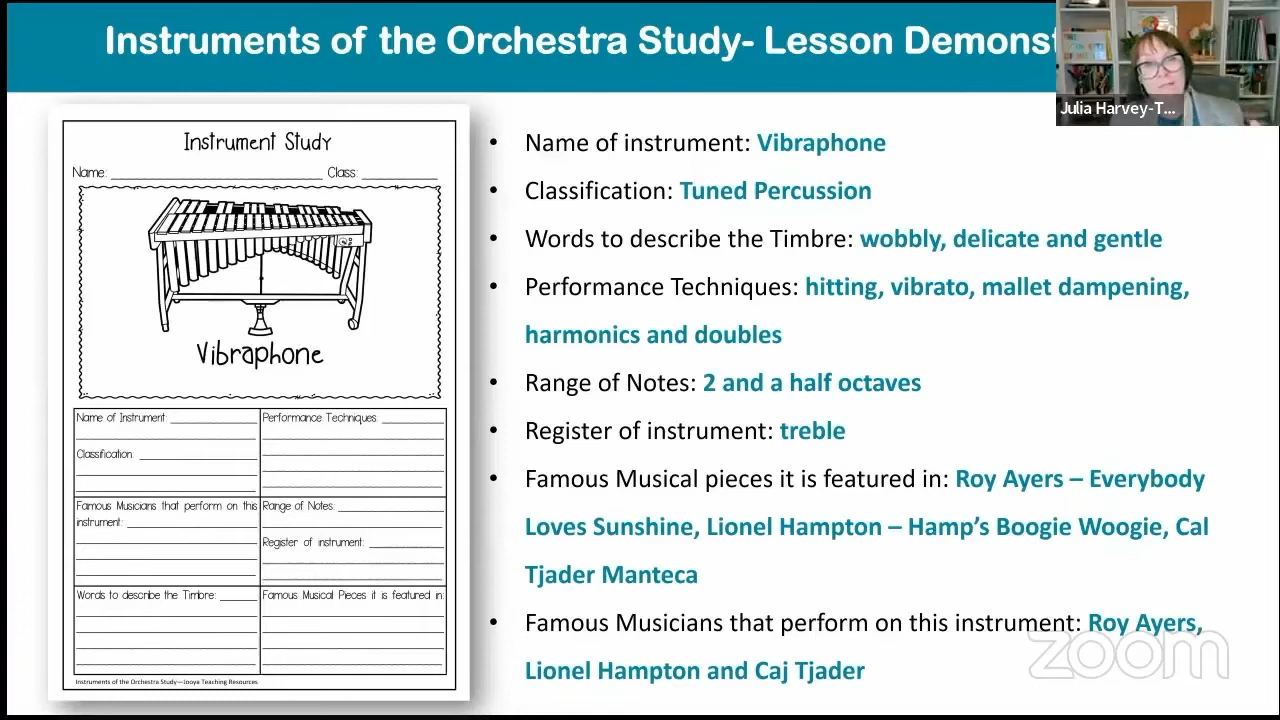 Instruments of the Orchestra Study- Lesson Demonst
Julia Harvey-T...
Instrument Study
Name: Class:
Vibraphone
Name of Instrument:
Classification:
Performance Techniques:
Famous Musicians that perform on this
instrument:
Range of Notes:
Register of instrument:
Words to describe the Timbre:
Famous Musical Pieces it is featured in:
Instruments of the Orchestra Study—Jooya Teaching Resources
• Name of instrument: Vibraphone
• Classification: Tuned Percussion
• Words to describe the Timbre: wobbly, delicate and gentle
• Performance Techniques: hitting, vibrato, mallet dampening,
harmonics and doubles
• Range of Notes: 2 and a half octaves
• Register of instrument: treble
• Famous Musical pieces it is featured in: Roy Ayers – Everybody
Loves Sunshine, Lionel Hampton – Hamp's Boogie Woogie, Cal
Tjader Manteca
• Famous Musicians that perform on this instrument: Roy Ayers,
Lionel Hampton and Caj Tjader
zoom